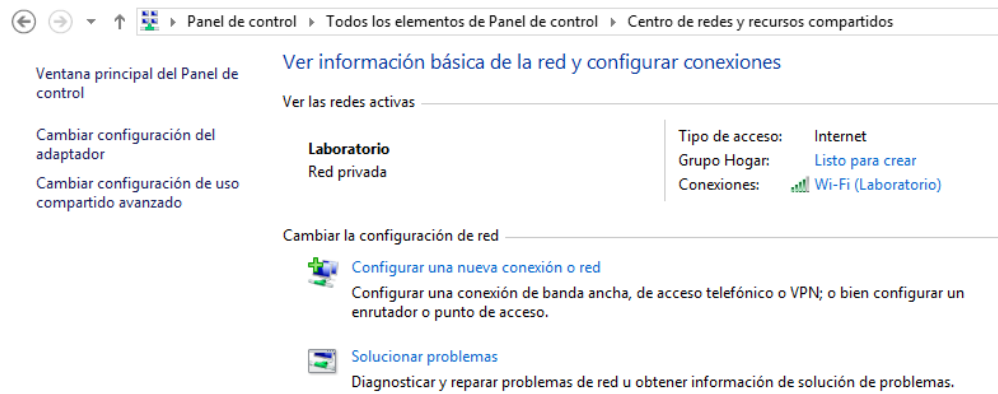 Panel de control Todos los elementos de Panel de control Centro de redes y recursos compartidos
Ventana principal del Panel de
control
Cambiar configuración del
adaptador
Cambiar configuración de uso
compartido avanzado
Ver información básica de la red y configurar conexiones
Ver las redes activas
Laboratorio
Red privada
Tipo de acceso: Internet
Grupo Hogar: Listo para crear
Conexiones: Wi-Fi (Laboratorio)
Cambiar la configuración de red
Configurar una nueva conexión o red
Configurar una conexión de banda ancha, de acceso telefónico o VPN; o bien configurar un
enrutador o punto de acceso.
Solucionar problemas
Diagnosticar y reparar problemas de red u obtener información de solución de problemas.